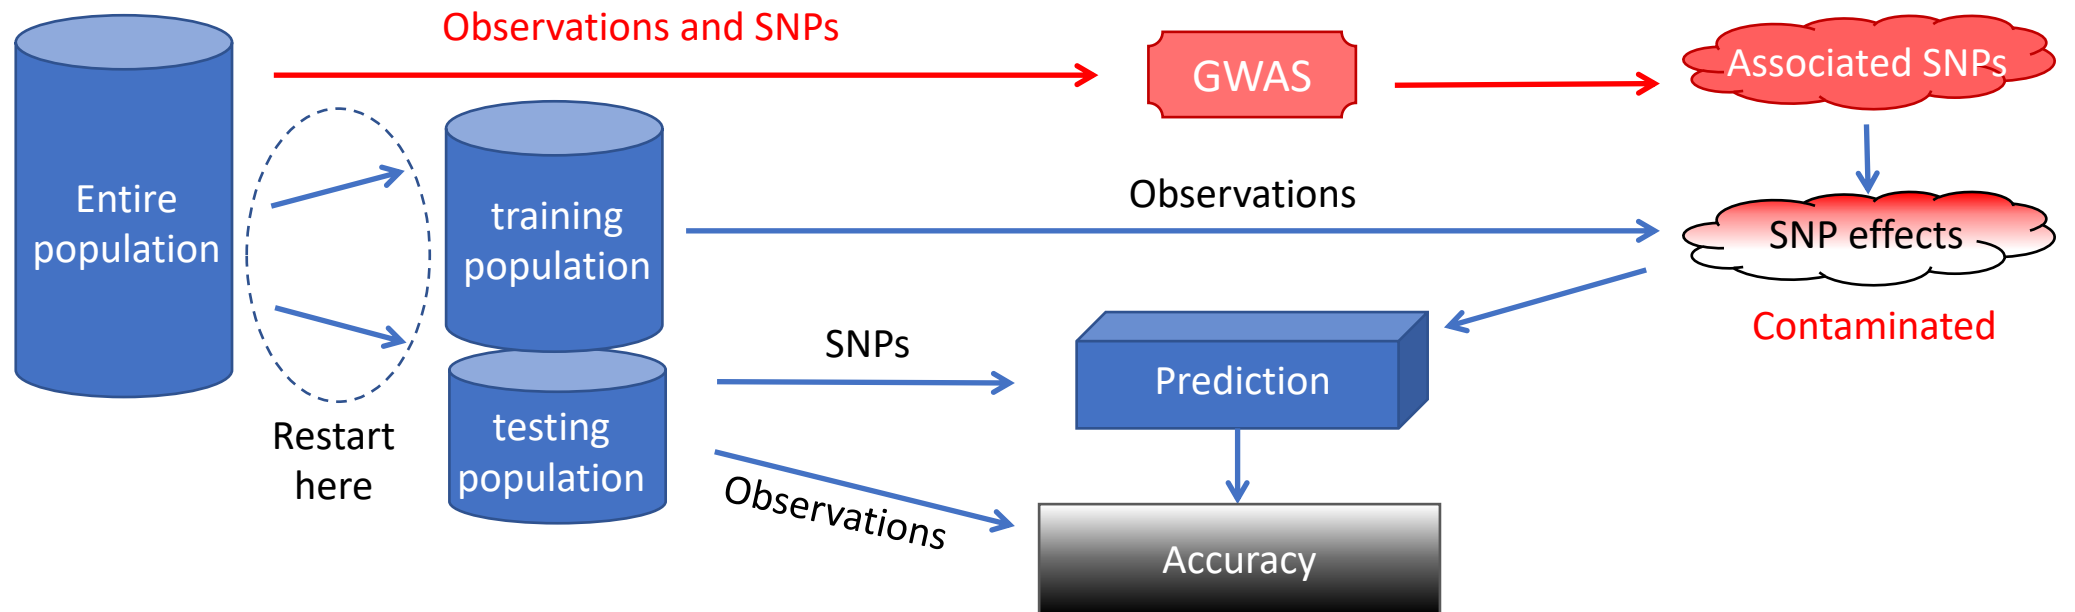 Observations and SNPs
GWAS
Associated SNPs
Entire
population
training
population
Observations
SNP effects
Contaminated
SNPs
Prediction
Restart
here
testing
population
Observations
Accuracy